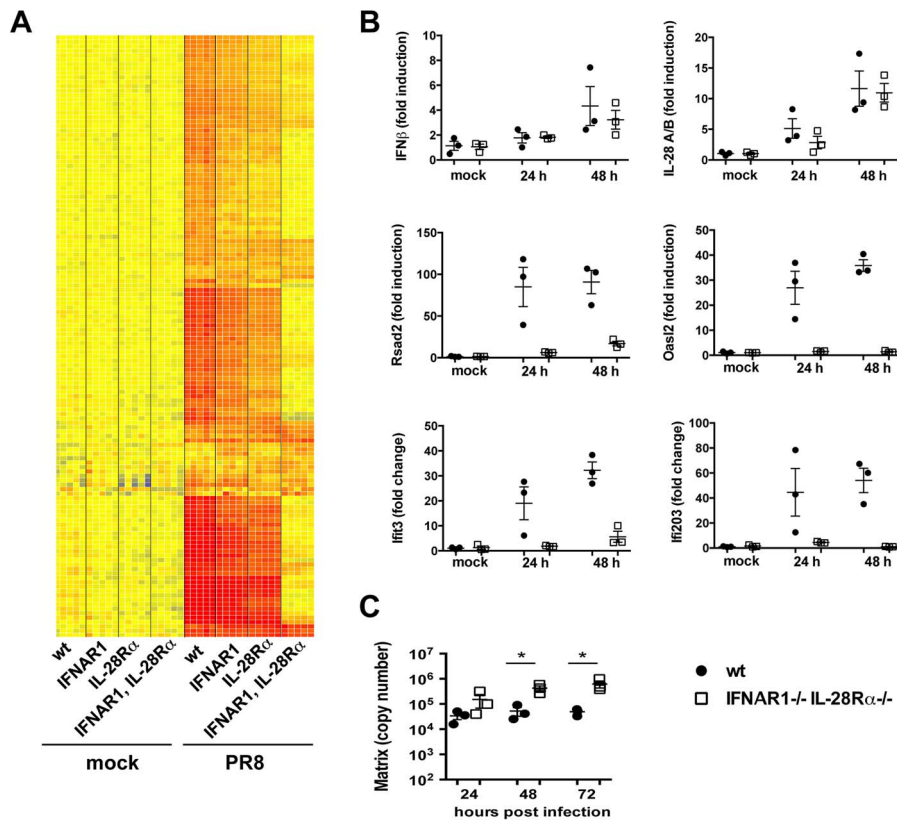 A
wt
IFNAR1
IL-28Rα
IFNAR1, IL-28Rα
wt
IFNAR1
IL-28Rα
IFNAR1, IL-28Rα
mock
PR8
B
IFNβ (fold induction)
10
8
6
4
2
0
mock
24 h
48 h
IL-28 A/B (fold induction)
20
15
10
5
0
mock
24 h
48 h
Rsad2 (fold induction)
150
100
50
0
mock
24 h
48 h
Oasl2 (fold induction)
50
40
30
20
10
0
mock
24 h
48 h
Ifit3 (fold change)
50
40
30
20
10
0
mock
24 h
48 h
Ifi203 (fold change)
100
80
60
40
20
0
mock
24 h
48 h
C
Matrix (copy number)
10⁷
10⁶
10⁵
10⁴
10³
10²
*
*
24
48
72
hours post infection
wt
IFNAR1-/- IL-28Rα-/-